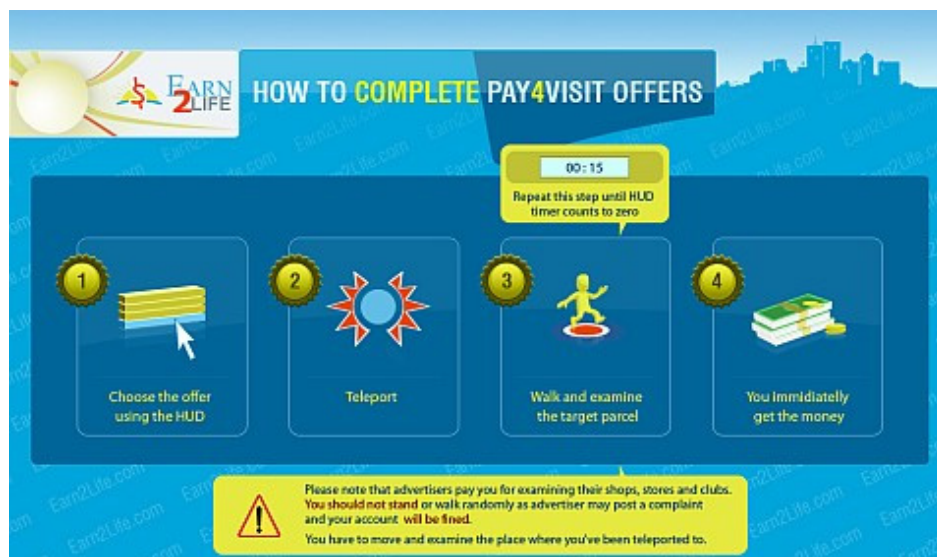 EARN
2LIFE
HOW TO COMPLETE PAY4VISIT OFFERS
00:15
Repeat this step until HUD
timer counts to zero
1
Choose the offer
using the HUD
2
Teleport
3
Walk and examine
the target parcel
4
You immidiatelly
get the money
Please note that advertisers pay you for examining their shops, stores and clubs.
You should not stand or walk randomly as advertiser may post a complaint
and your account will be fined.
You have to move and examine the place where you've been teleported to.
Earn2Life.com